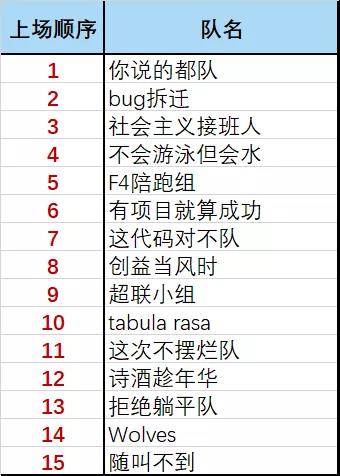 上场顺序 队名
1 你说的都队
2 bug拆迁
3 社会主义接班人
4 不会游泳但会水
5 F4陪跑组
6 有项目就算成功
7 这代码对不队
8 创益当风时
9 超联小组
10 tabula rasa
11 这次不摆烂队
12 诗酒趁年华
13 拒绝躺平队
14 Wolves
15 随叫不到